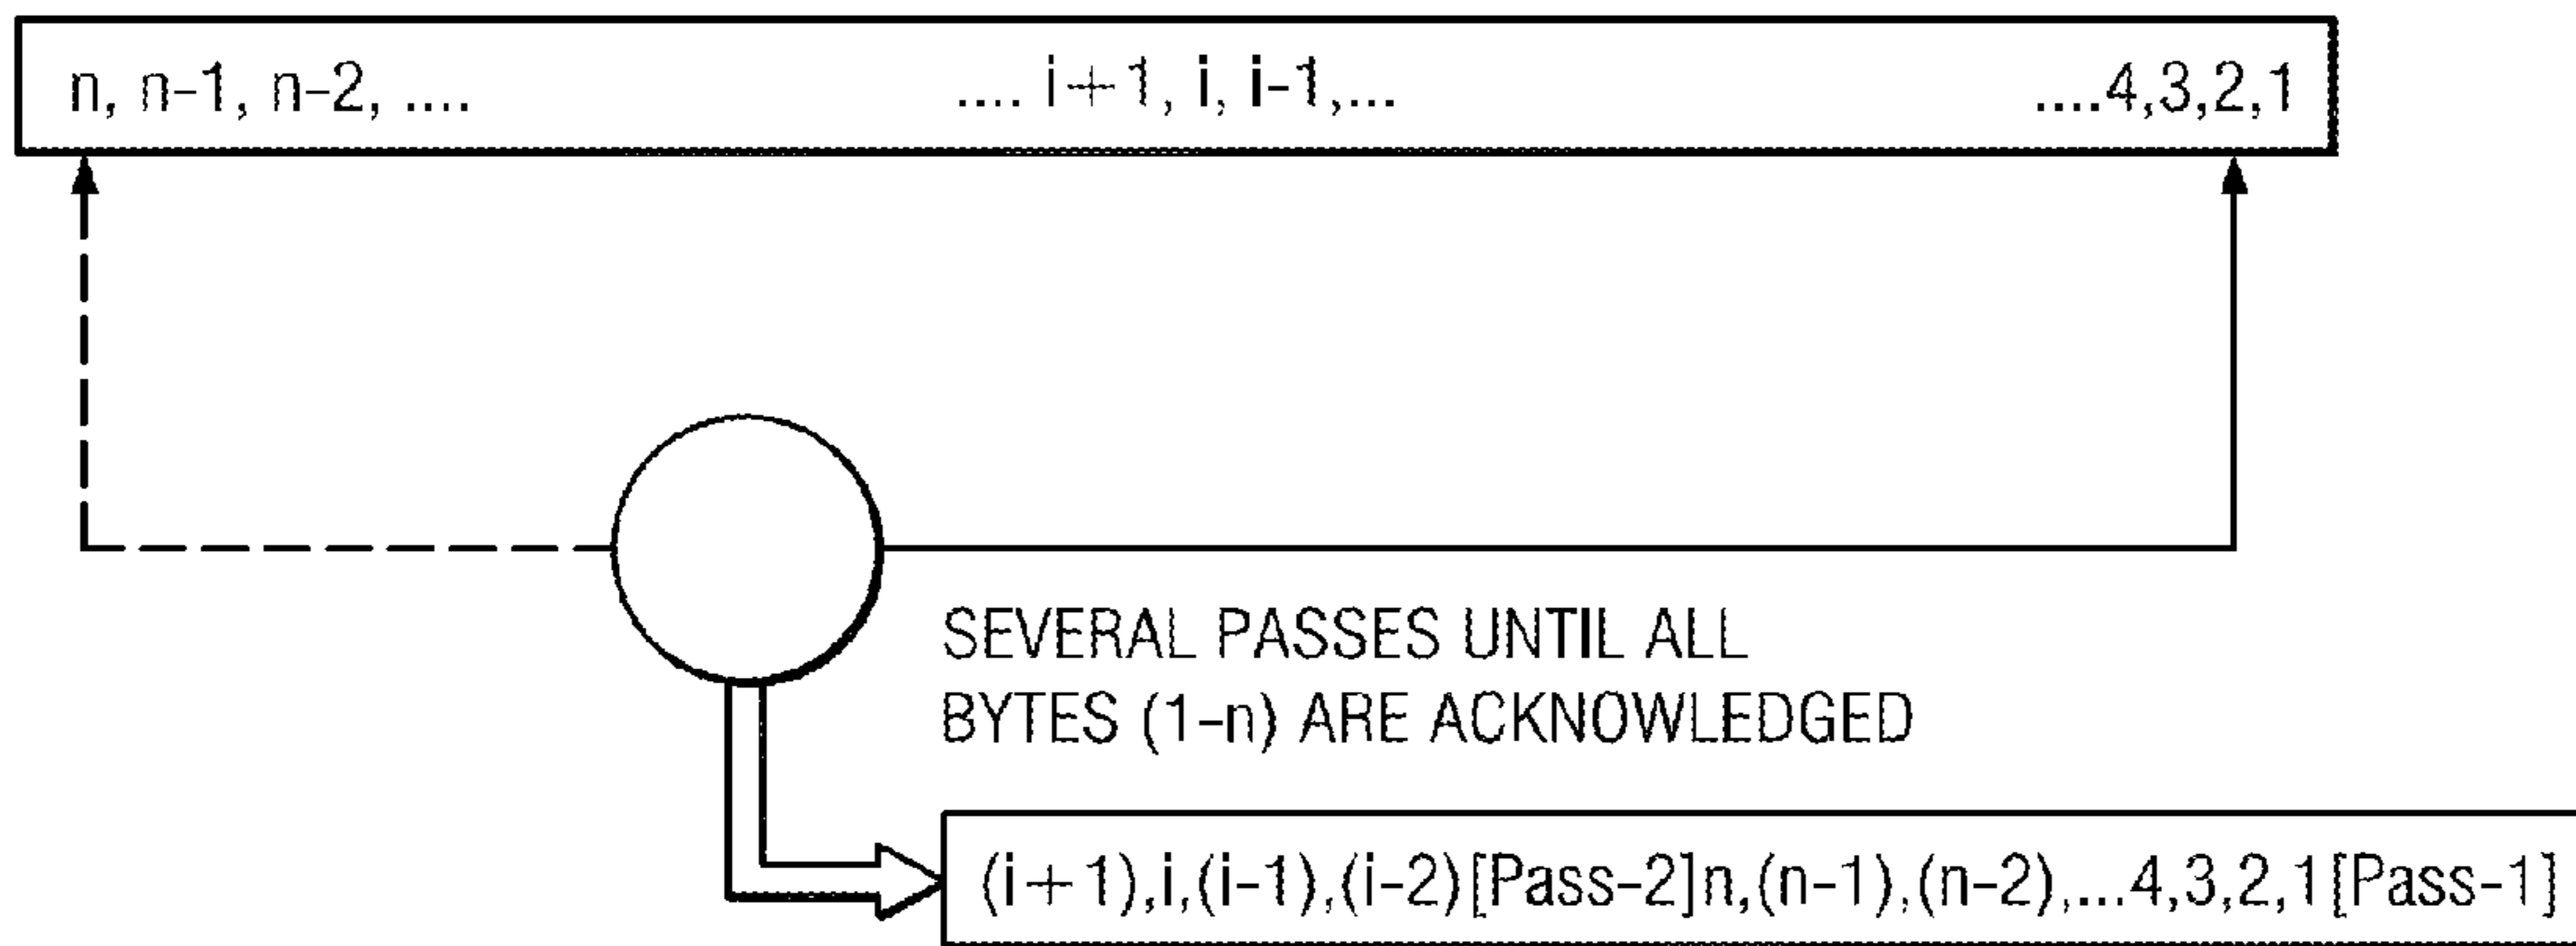 n, n-1, n-2, .... .... i+1, i, i-1,... ....4,3,2,1
SEVERAL PASSES UNTIL ALL
BYTES (1-n) ARE ACKNOWLEDGED
(i+1),i,(i-1),(i-2)[Pass-2]n,(n-1),(n-2),...4,3,2,1[Pass-1]